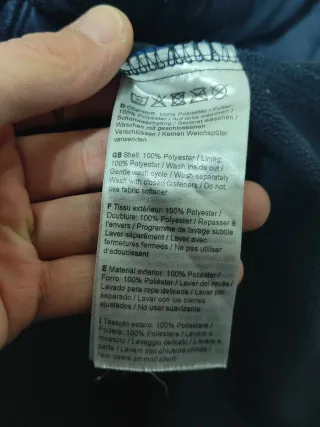 D Oberstoff: 100% Polyester / Futter:
100% Polyester / Auf links waschen /
Schonwaschgang / Separat waschen /
Waschen mit geschlossenen
Verschlüssen / Keinen Weichspüler
verwenden
GB Shell: 100% Polyester / Lining:
100% Polyester / Wash inside out /
Gentle wash cycle / Wash separately
Wash with closed fasteners / Do not
use fabric softener
F Tissu extérieur: 100% Polyester /
Doublure: 100% Polyester / Repasser à
l'envers / Programme de lavage subtile
Laver séparément / Laver avec
fermetures fermées / Ne pas utiliser
d'adoucissant
E Material exterior: 100% Poliéster /
Forro: 100% Poliéster / Lavar del revés /
Lavado para ropa delicada / Lavar por
separado / Lavar con los cierres
ajustados / No usar suavizante
I Tessuto estero: 100% Poliestere /
Fodera: 100% Poliestere / Lavare a
rovescio / Lavaggio delicato / Lavare a
parte / Lavare con chiusure chiuse /
Non usare ammorbidente